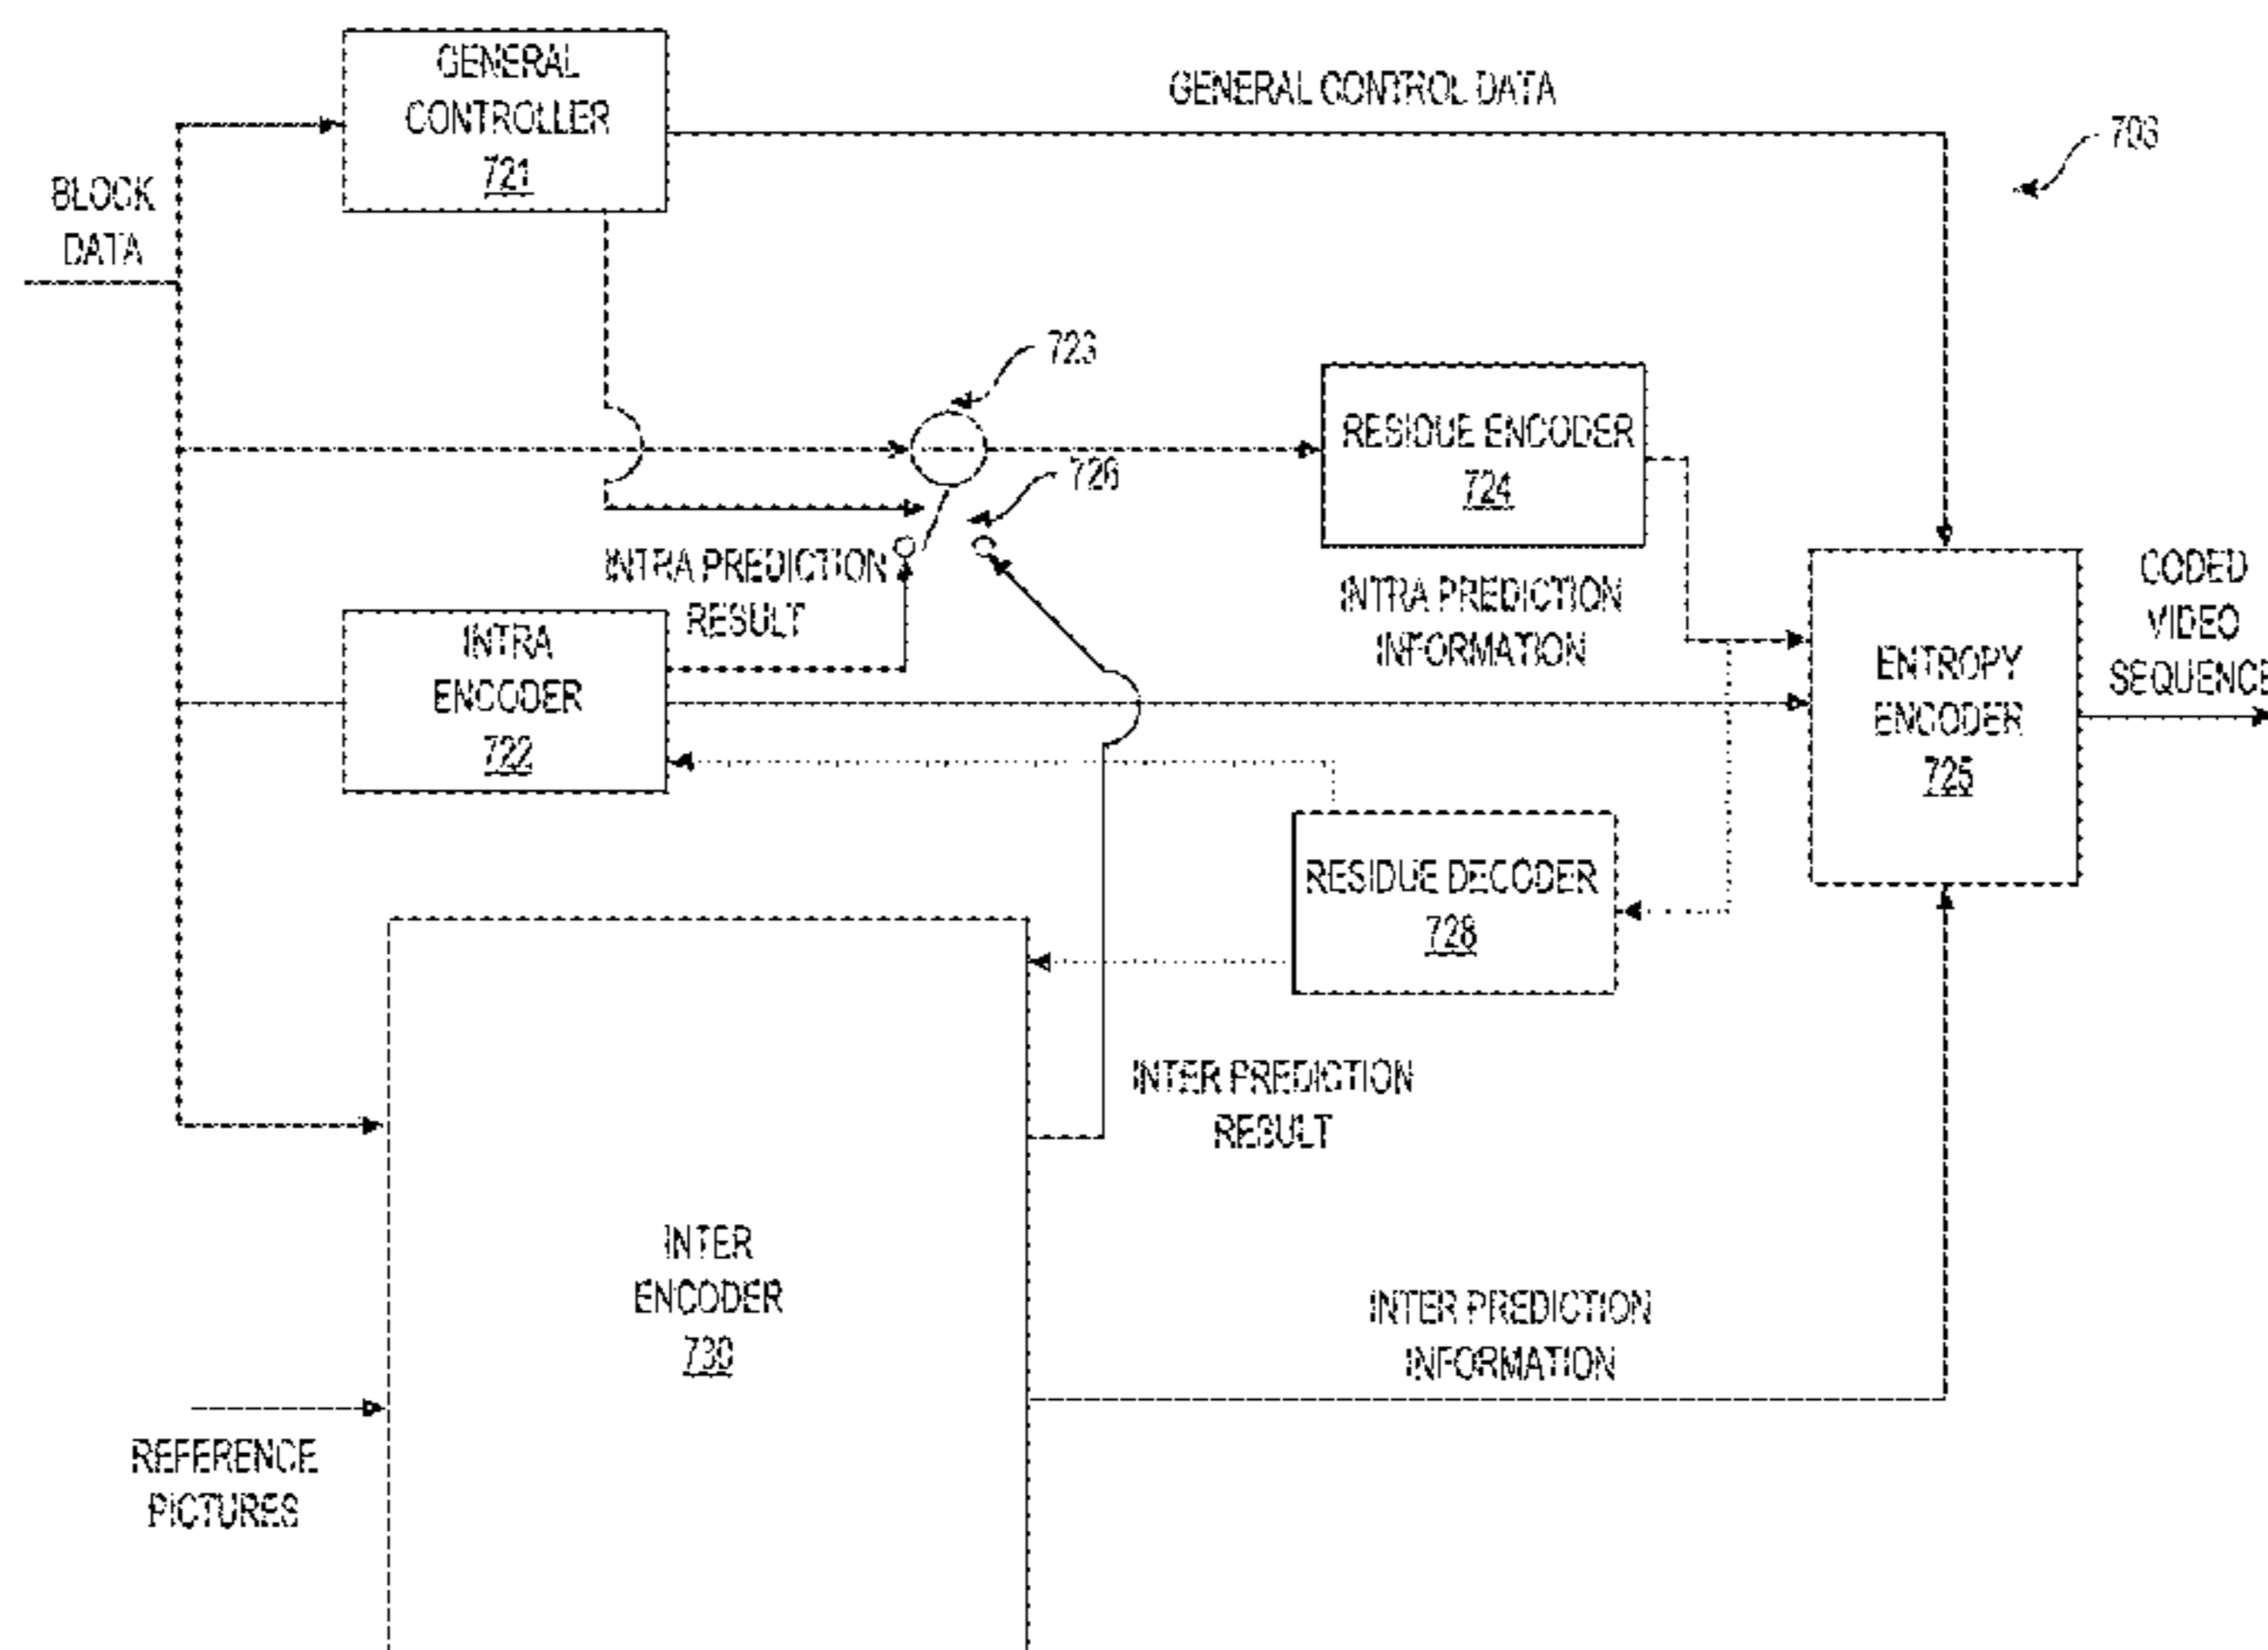 GENERAL
CONTROLLER
721
GENERAL CONTROL DATA
703
BLOCK
DATA
723
RESIDUE ENCODER
724
726
INTRA PREDICTION
RESULT
INTRA PREDICTION
INFORMATION
CODED
VIDEO
SEQUENCE
INTRA
ENCODER
722
ENTROPY
ENCODER
725
RESIDUE DECODER
728
INTER PREDICTION
RESULT
INTER
ENCODER
730
INTER PREDICTION
INFORMATION
REFERENCE
PICTURES